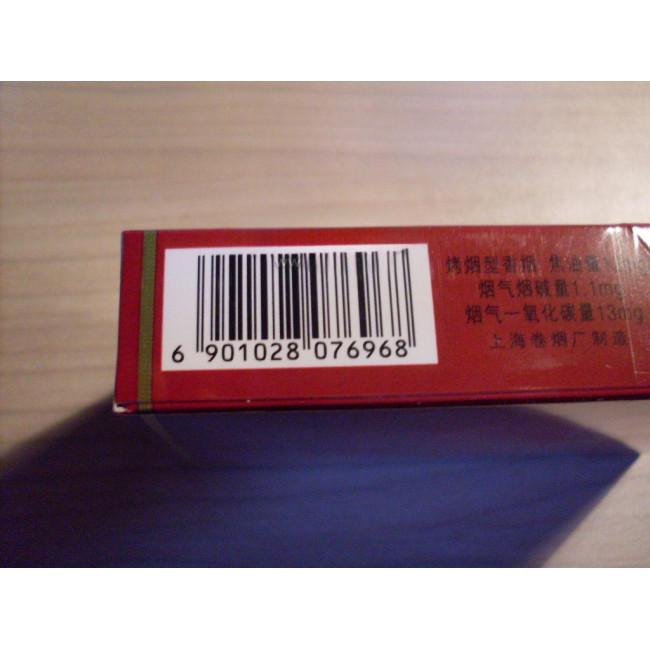 6 901028 076968
烤烟型香烟 焦油量
烟气烟碱量1.1mg
烟气一氧化碳量13mg
上海卷烟厂制造